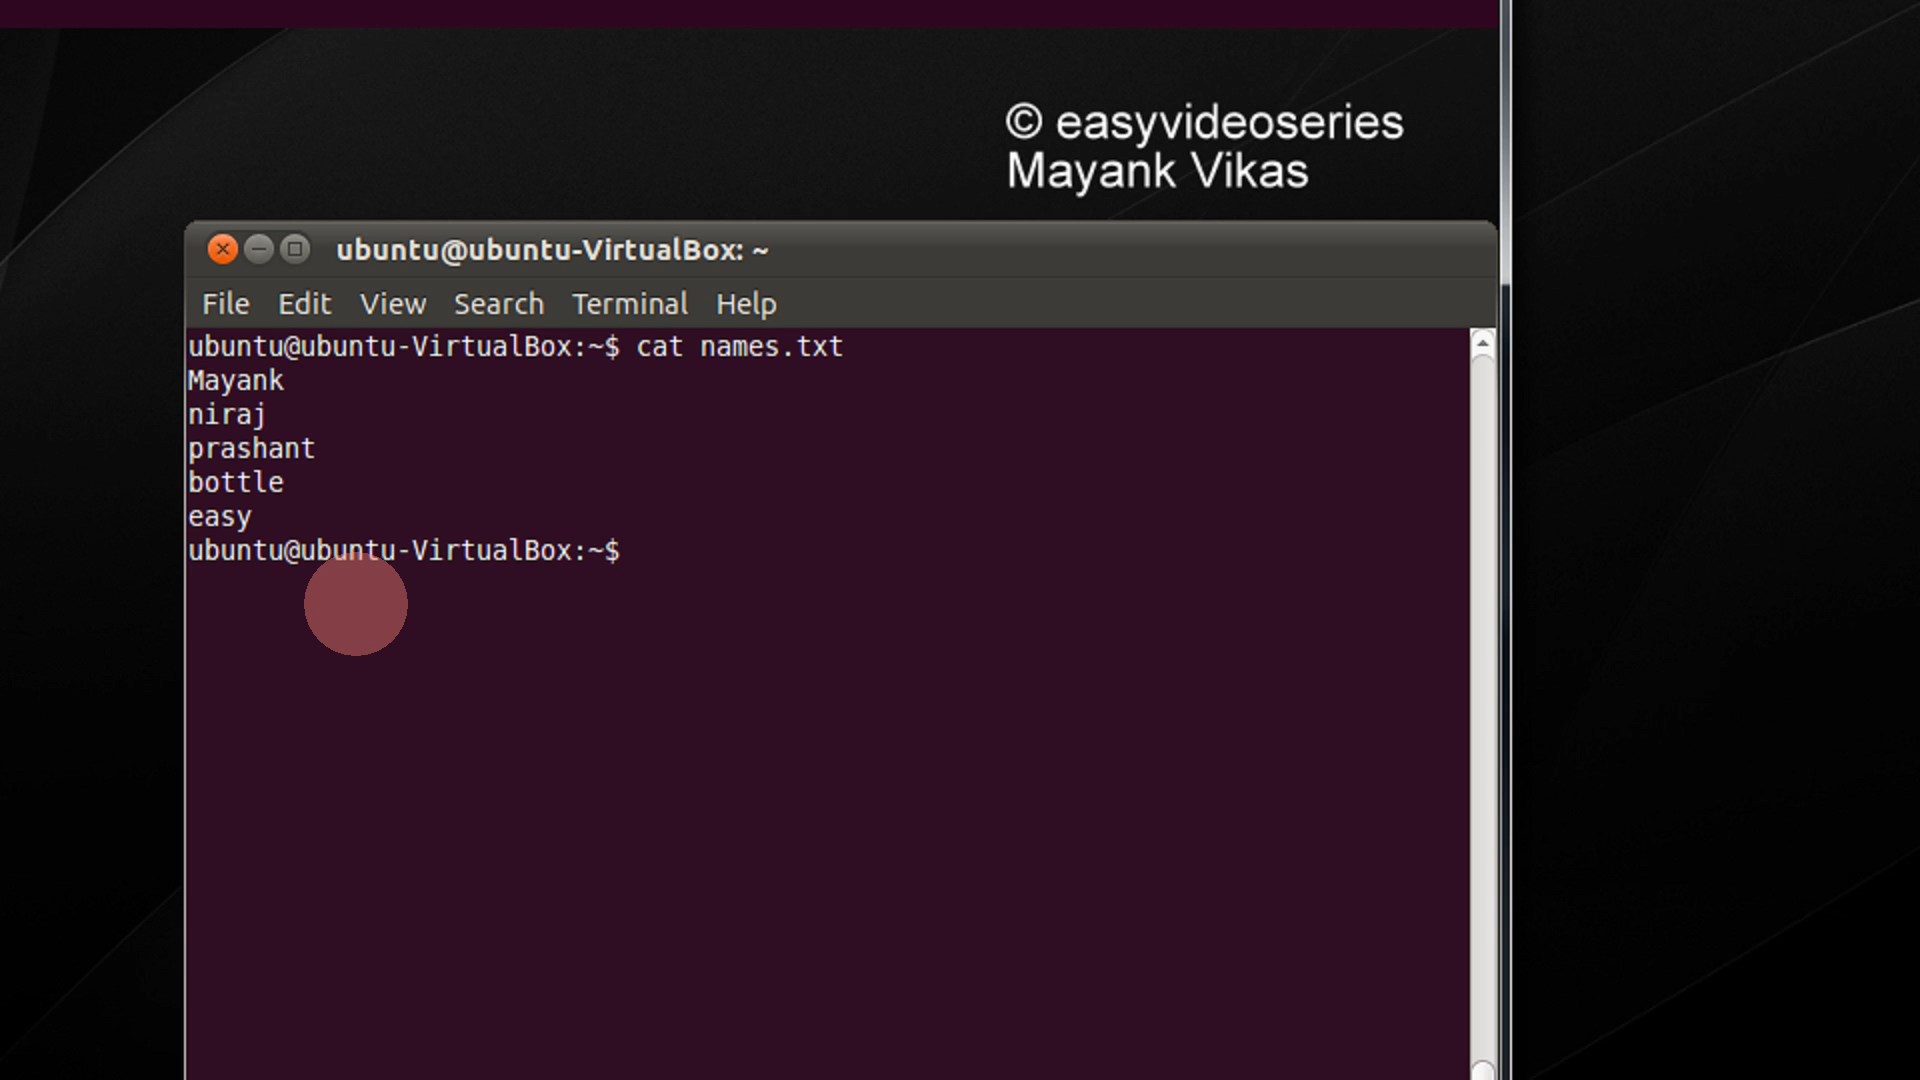 © easyvideoseries
Mayank Vikas
ubuntu@ubuntu-VirtualBox: ~
File Edit View Search Terminal Help
ubuntu@ubuntu-VirtualBox:~$ cat names.txt
Mayank
niraj
prashant
bottle
easy
ubuntu@ubuntu-VirtualBox:~$